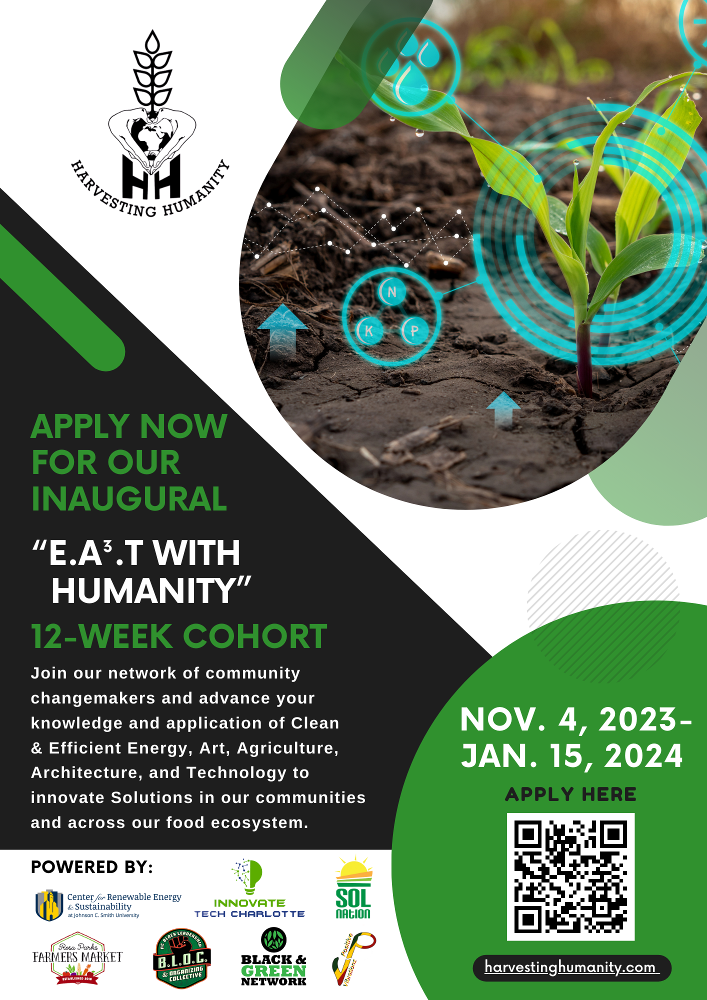 HARVESTING HUMANITY
HH
N
K
P
APPLY NOW
FOR OUR
INAUGURAL
“E.A³.T WITH
HUMANITY”
12-WEEK COHORT
Join our network of community
changemakers and advance your
knowledge and application of Clean
& Efficient Energy, Art, Agriculture,
Architecture, and Technology to
innovate Solutions in our communities
and across our food ecosystem.
NOV. 4, 2023-
JAN. 15, 2024
APPLY HERE
harvestinghumanity.com
POWERED BY:
Center for Renewable Energy
& Sustainability
at Johnson C. Smith University
INNOVATE
TECH CHARLOTTE
SOL
NATION
Rosa Parks
FARMERS MARKET
ESTABLISHED 2016
NC BLACK LEADERSHIP
B.L.O.C.
& ORGANIZING
COLLECTIVE
BLACK &
GREEN
NETWORK
Positive
Vibrationz